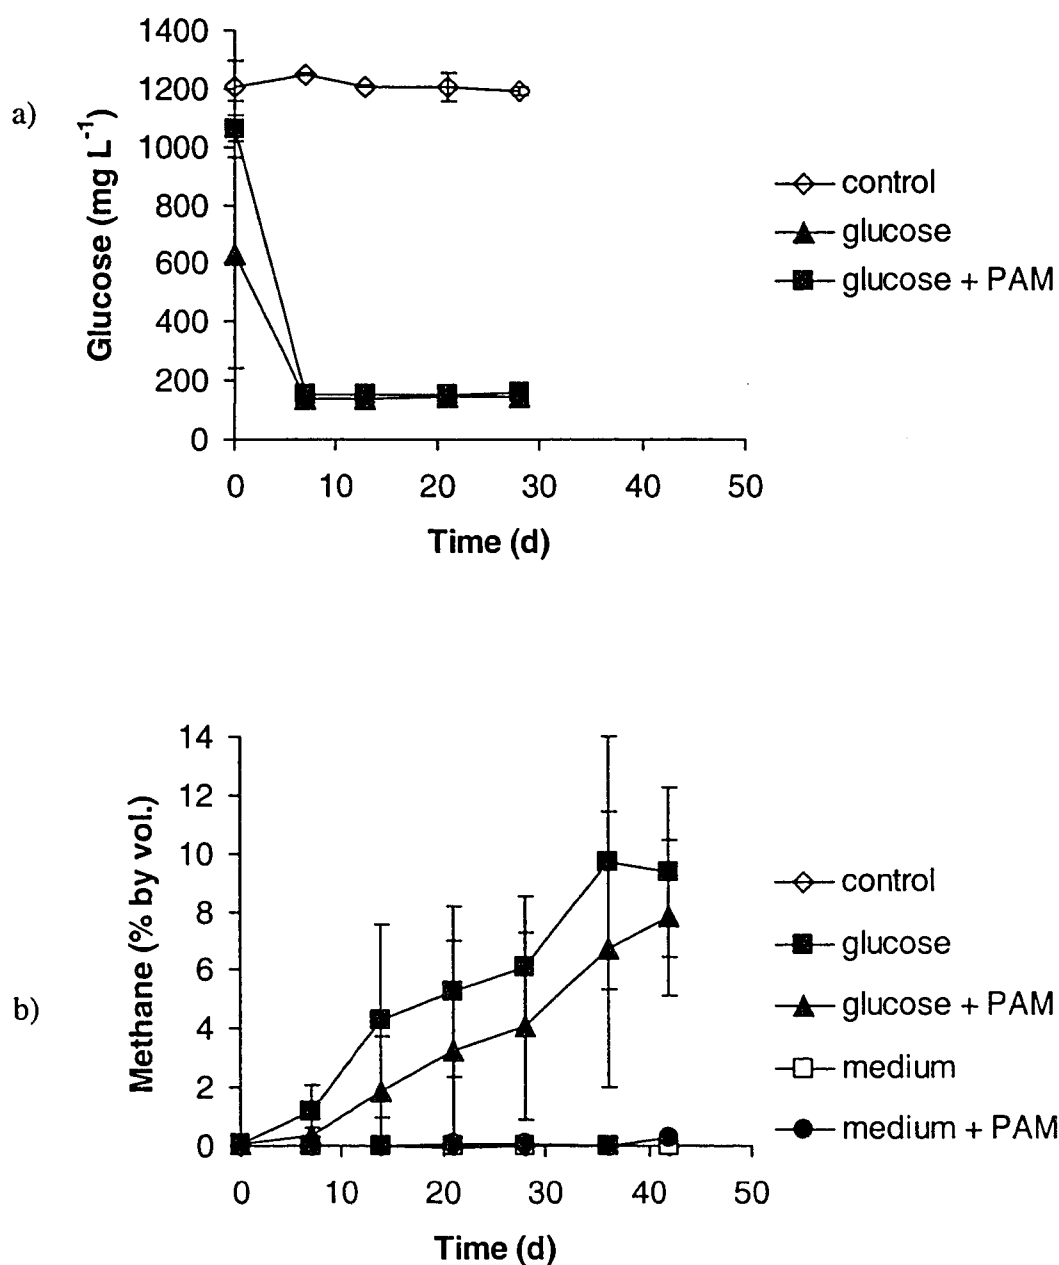 a)
Glucose (mg L⁻¹)
1400
1200
1000
800
600
400
200
0
0 10 20 30 40 50
Time (d)
control
glucose
glucose + PAM
b)
Methane (% by vol.)
14
12
10
8
6
4
2
0
0 10 20 30 40 50
Time (d)
control
glucose
glucose + PAM
medium
medium + PAM